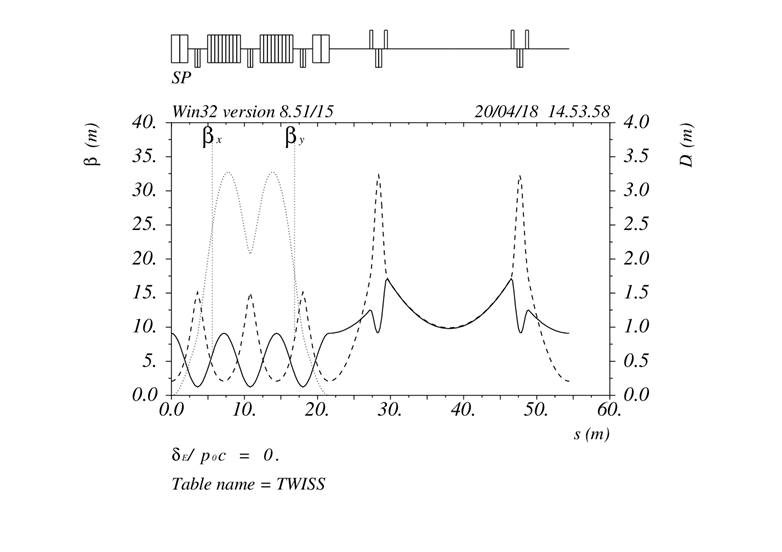 SP
Win32 version 8.51/15 20/04/18 14.53.58
β (m)
D (m)
βx βy
40. 4.0
35. 3.5
30. 3.0
25. 2.5
20. 2.0
15. 1.5
10. 1.0
5. 0.5
0.0 0.0
0.0 10. 20. 30. 40. 50. 60.
s (m)
δE/ p0c = 0.
Table name = TWISS